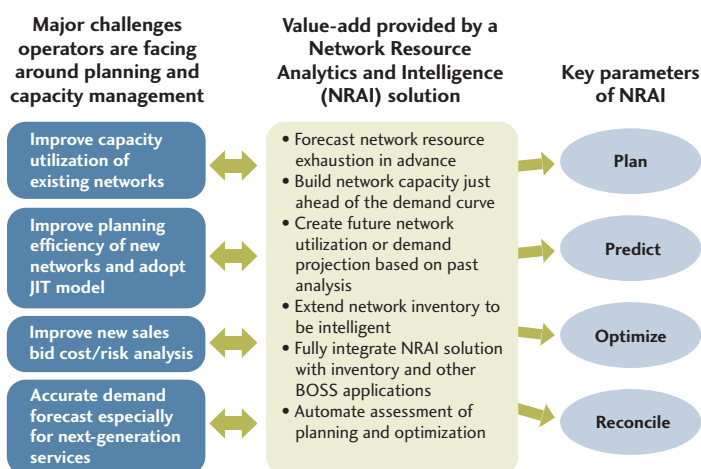 Major challenges
operators are facing
around planning and
capacity management
Improve capacity
utilization of
existing networks
Improve planning
efficiency of new
networks and adopt
JIT model
Improve new sales
bid cost/risk analysis
Accurate demand
forecast especially
for next-generation
services
Value-add provided by a
Network Resource
Analytics and Intelligence
(NRAI) solution
• Forecast network resource
exhaustion in advance
• Build network capacity just
ahead of the demand curve
• Create future network
utilization or demand
projection based on past
analysis
• Extend network inventory to
be intelligent
• Fully integrate NRAI solution
with inventory and other
BOSS applications
• Automate assessment of
planning and optimization
Key parameters
of NRAI
Plan
Predict
Optimize
Reconcile